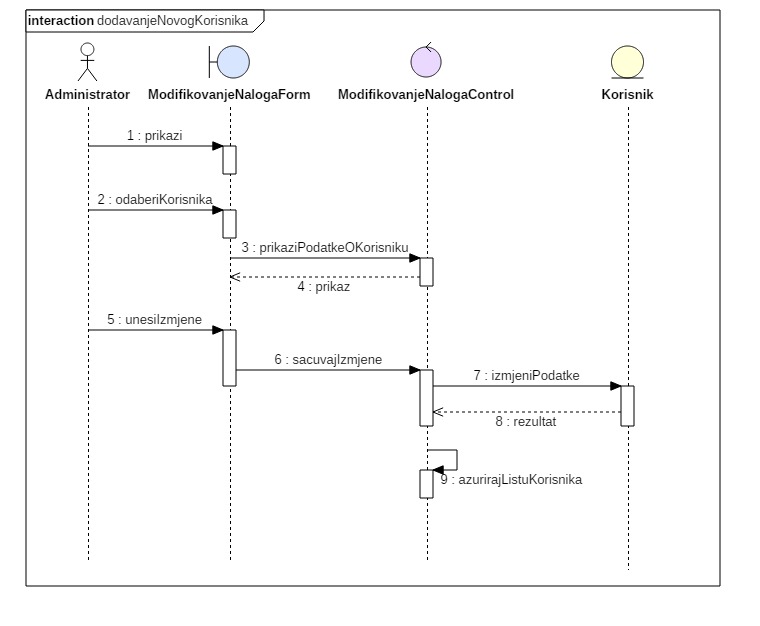 interaction dodavanjeNovogKorisnika
Administrator
ModifikovanjeNalogaForm
ModifikovanjeNalogaControl
Korisnik
1 : prikazi
2 : odaberiKorisnika
3 : prikaziPodatkeOKorisniku
4 : prikaz
5 : unesiIzmjene
6 : sacuvajIzmjene
7 : izmjeniPodatke
8 : rezultat
9 : azurirajListuKorisnika